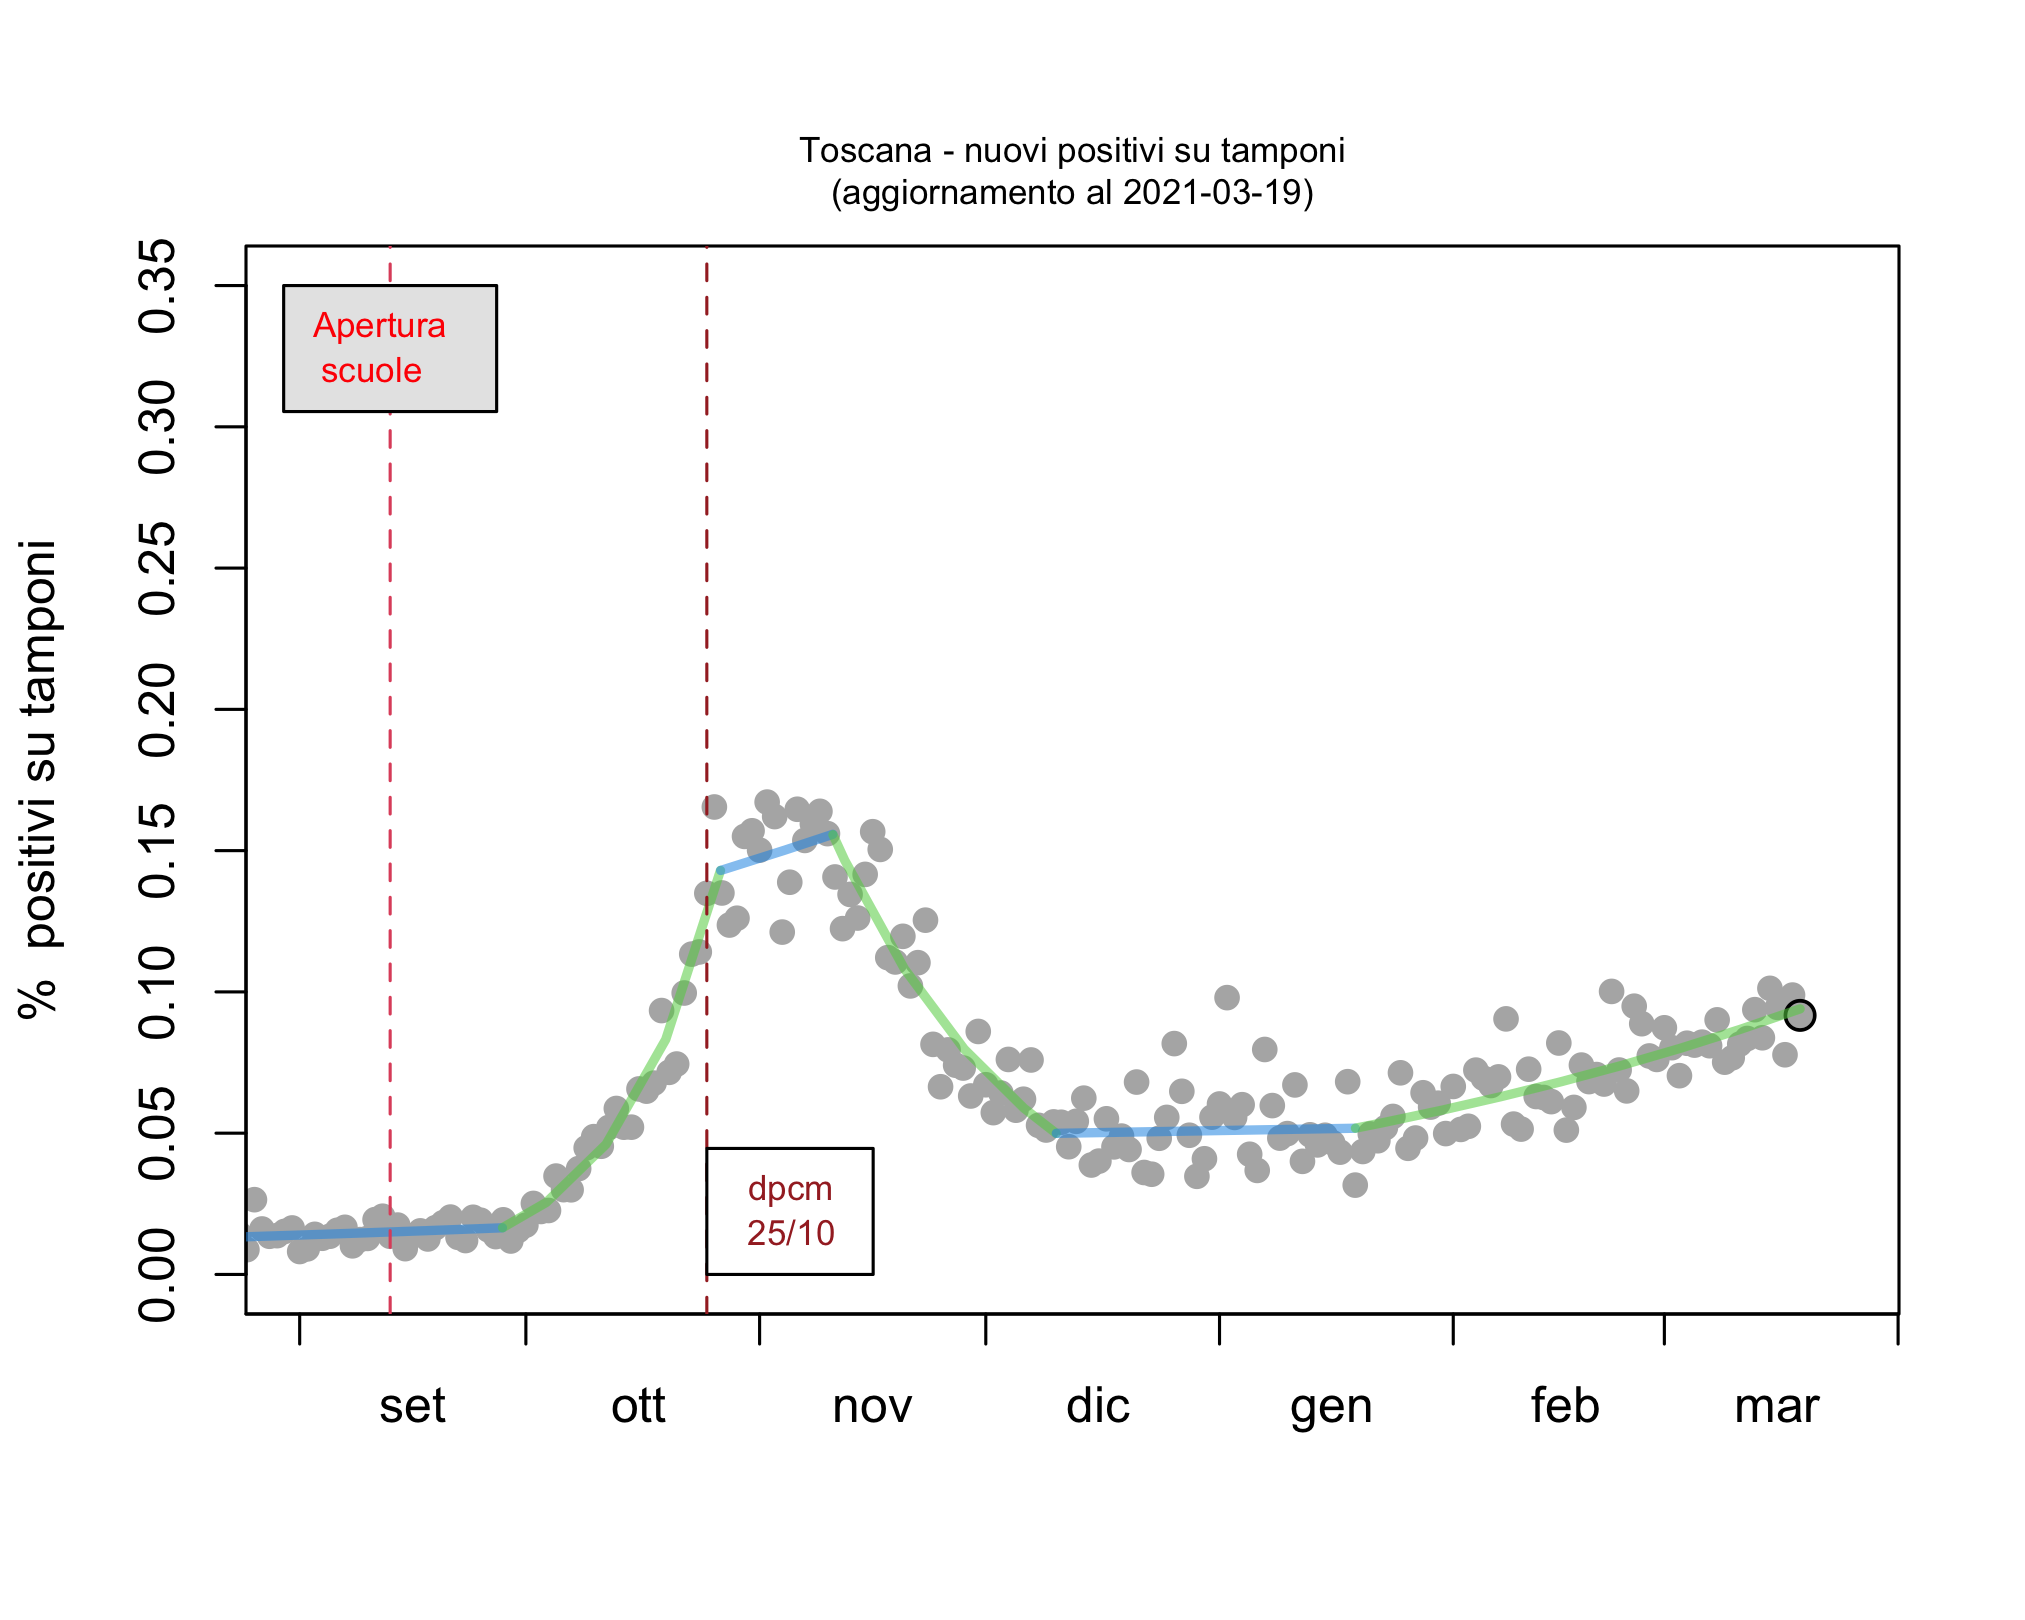 Toscana - nuovi positivi su tamponi
(aggiornamento al 2021-03-19)
% positivi su tamponi
0.35
0.30
0.25
0.20
0.15
0.10
0.05
0.00
Apertura
scuole
dpcm
25/10
set
ott
nov
dic
gen
feb
mar